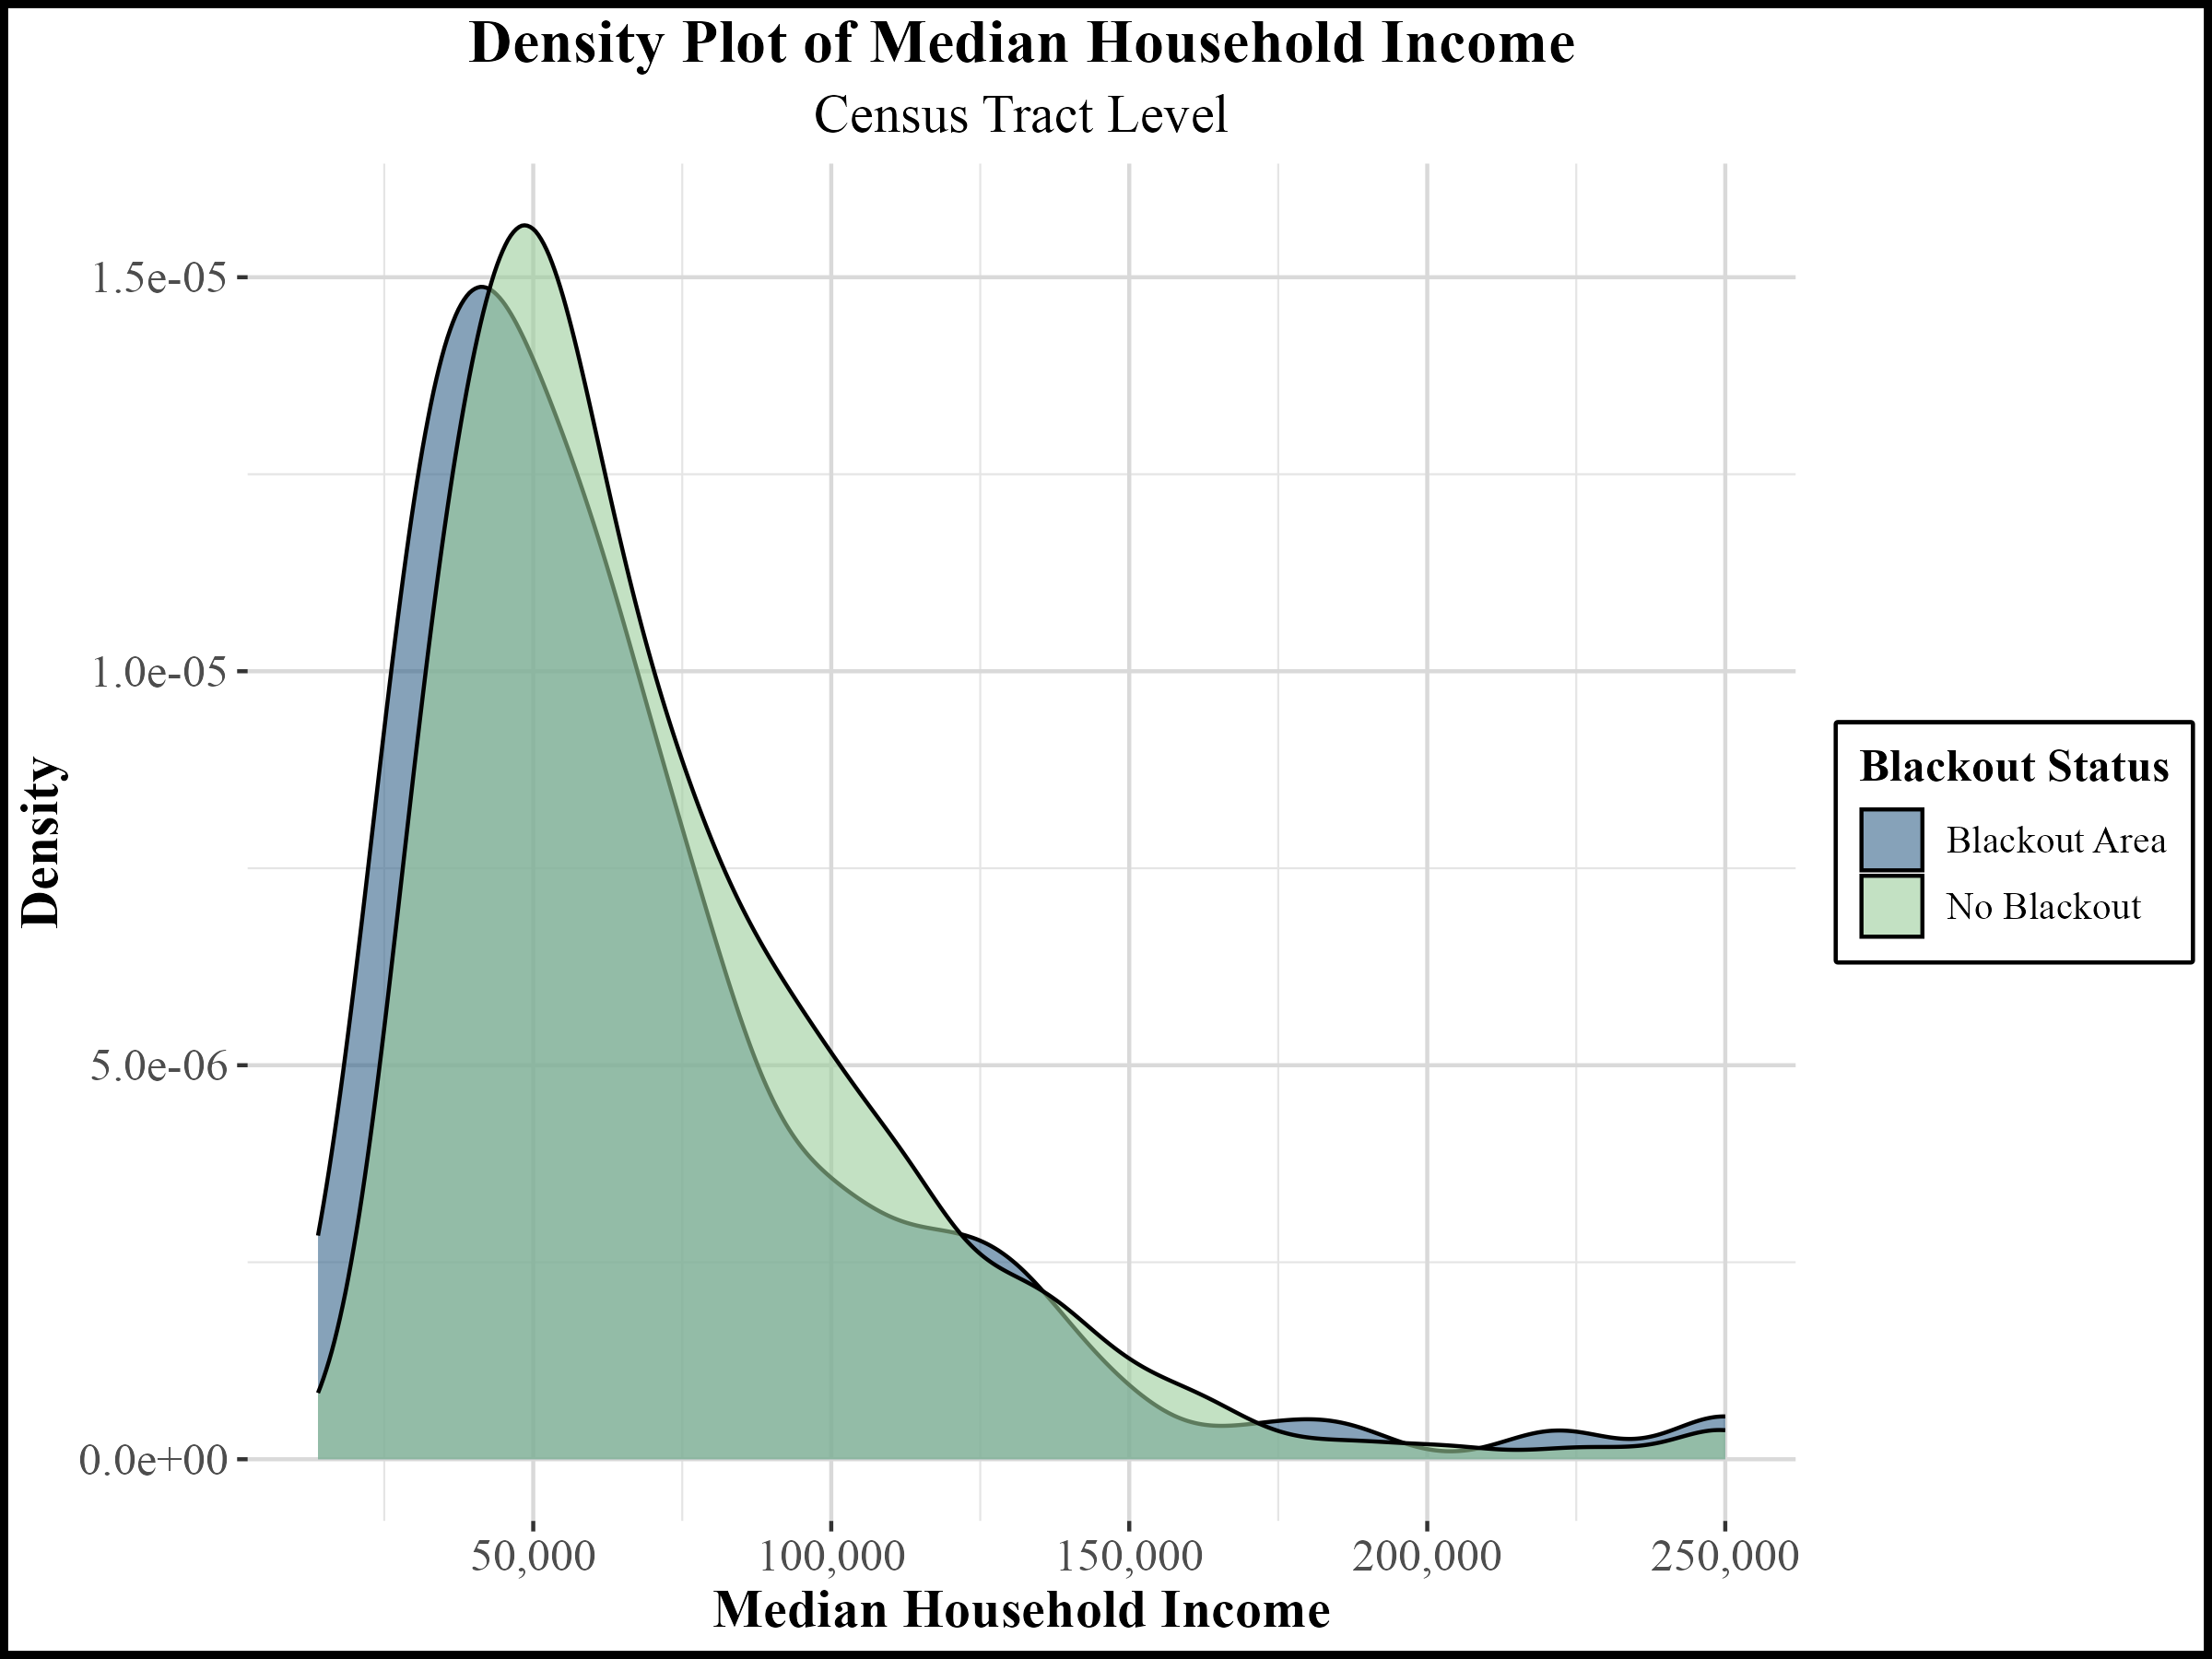 Density Plot of Median Household Income
Census Tract Level
Density
1.5e-05
1.0e-05
5.0e-06
0.0e+00
50,000
100,000
150,000
200,000
250,000
Median Household Income
Blackout Status
Blackout Area
No Blackout